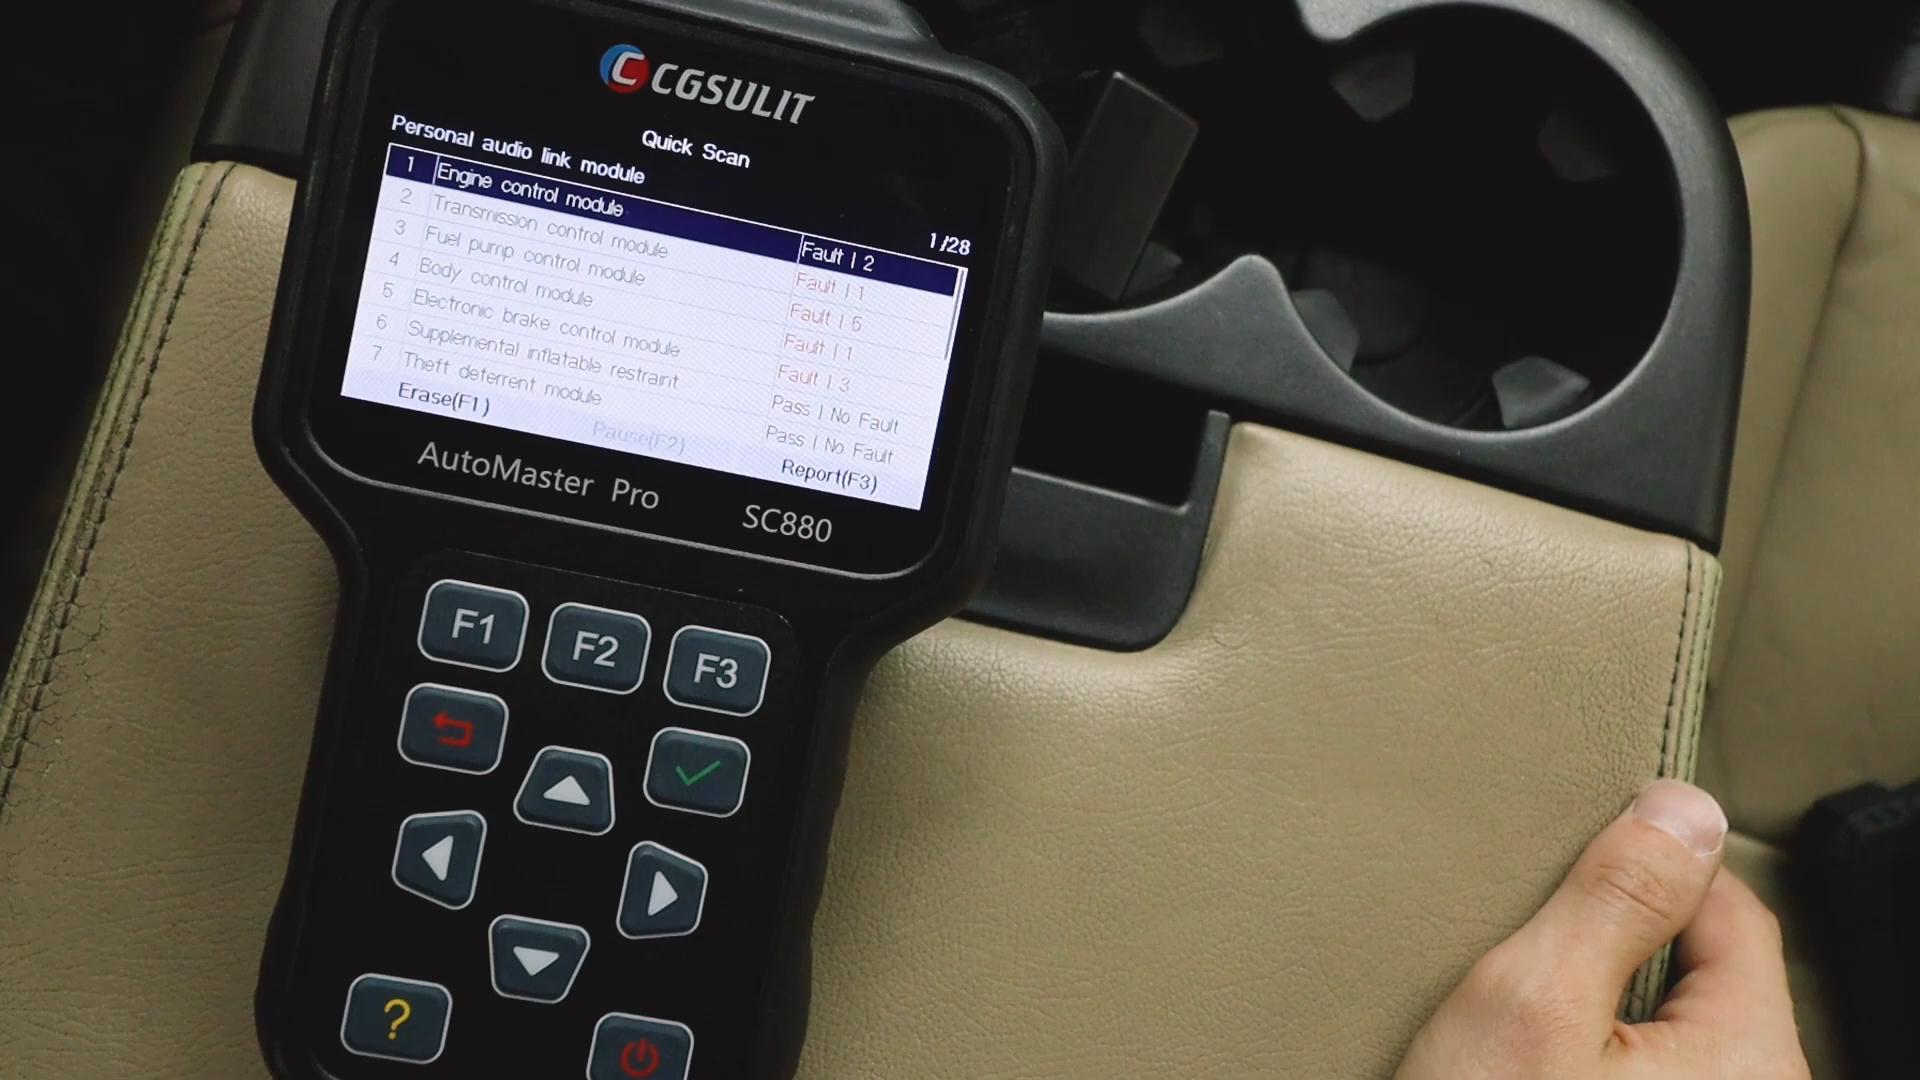 CGSULIT
Quick Scan
Personal audio link module
1/28
1 Engine control module Fault | 2
2 Transmission control module Fault | 1
3 Fuel pump control module Fault | 5
4 Body control module Fault | 1
5 Electronic brake control module Fault | 3
6 Supplemental inflatable restraint Pass | No Fault
7 Theft deterrent module Pass | No Fault
Erase(F1) Pause(F2) Report(F3)
AutoMaster Pro SC880
F1 F2 F3
?